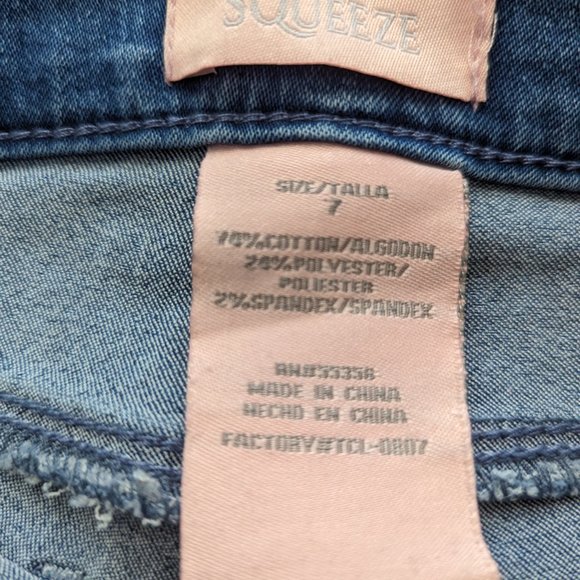 SQUEEZE
SIZE/TALLA
7
74%COTTON/ALGODON
24%POLYESTER/
POLIESTER
2%SPANDEX/SPANDEX
RN#55358
MADE IN CHINA
HECHO EN CHINA
FACTORY#TCL-0807